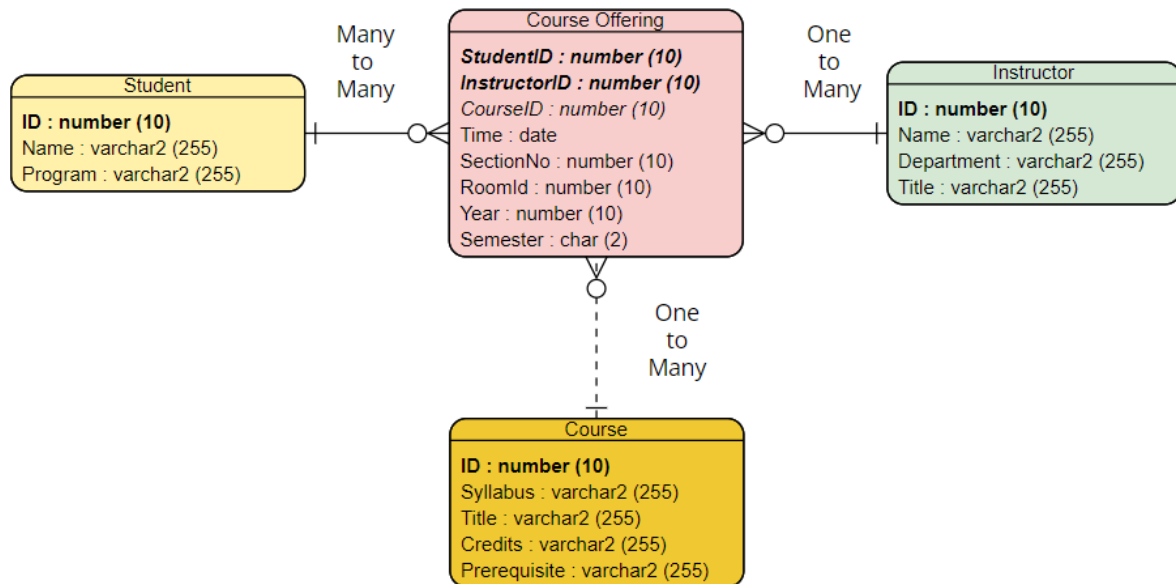 Course Offering
StudentID : number (10)
InstructorID : number (10)
CourseID : number (10)
Time : date
SectionNo : number (10)
RoomId : number (10)
Year : number (10)
Semester : char (2)
Many
to
Many
One
to
Many
Student
ID : number (10)
Name : varchar2 (255)
Program : varchar2 (255)
Instructor
ID : number (10)
Name : varchar2 (255)
Department : varchar2 (255)
Title : varchar2 (255)
One
to
Many
Course
ID : number (10)
Syllabus : varchar2 (255)
Title : varchar2 (255)
Credits : varchar2 (255)
Prerequisite : varchar2 (255)